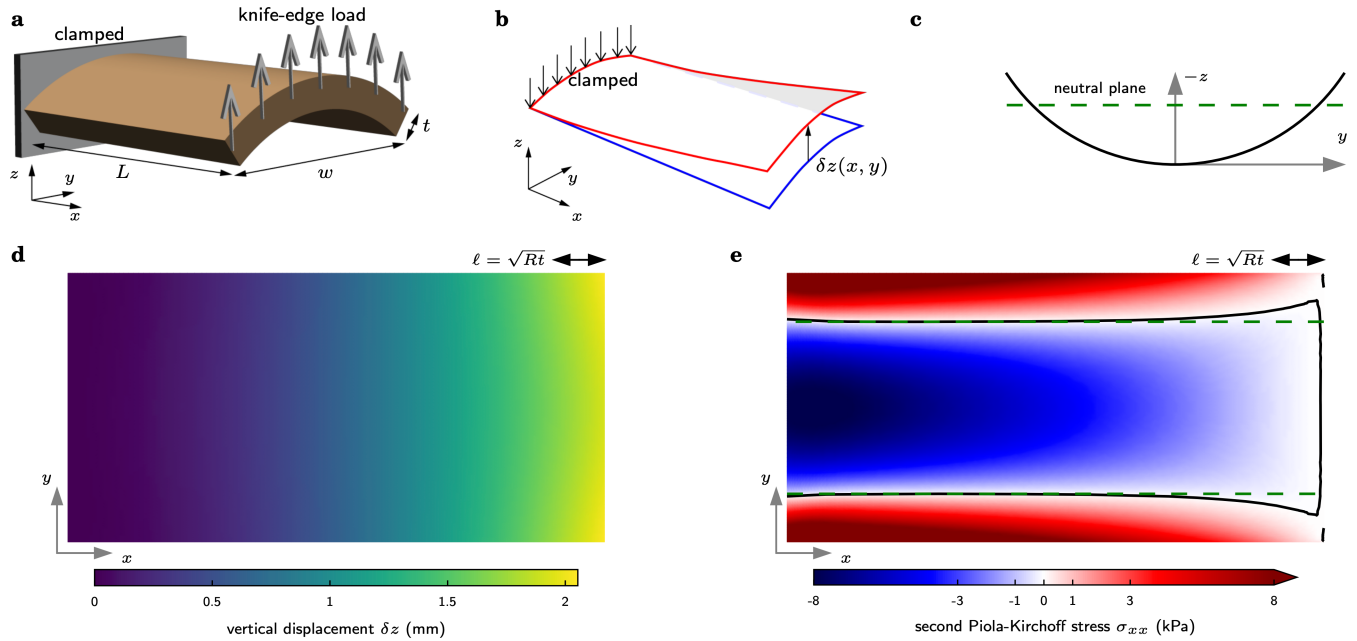 a
knife-edge load
clamped
t
L
w
z
y
x
b
clamped
z
y
x
δz(x, y)
c
−z
neutral plane
y
d
ℓ = √Rt
y
x
0 0.5 1 1.5 2
vertical displacement δz (mm)
e
ℓ = √Rt
y
x
-8 -3 -1 0 1 3 8
second Piola-Kirchoff stress σxx (kPa)